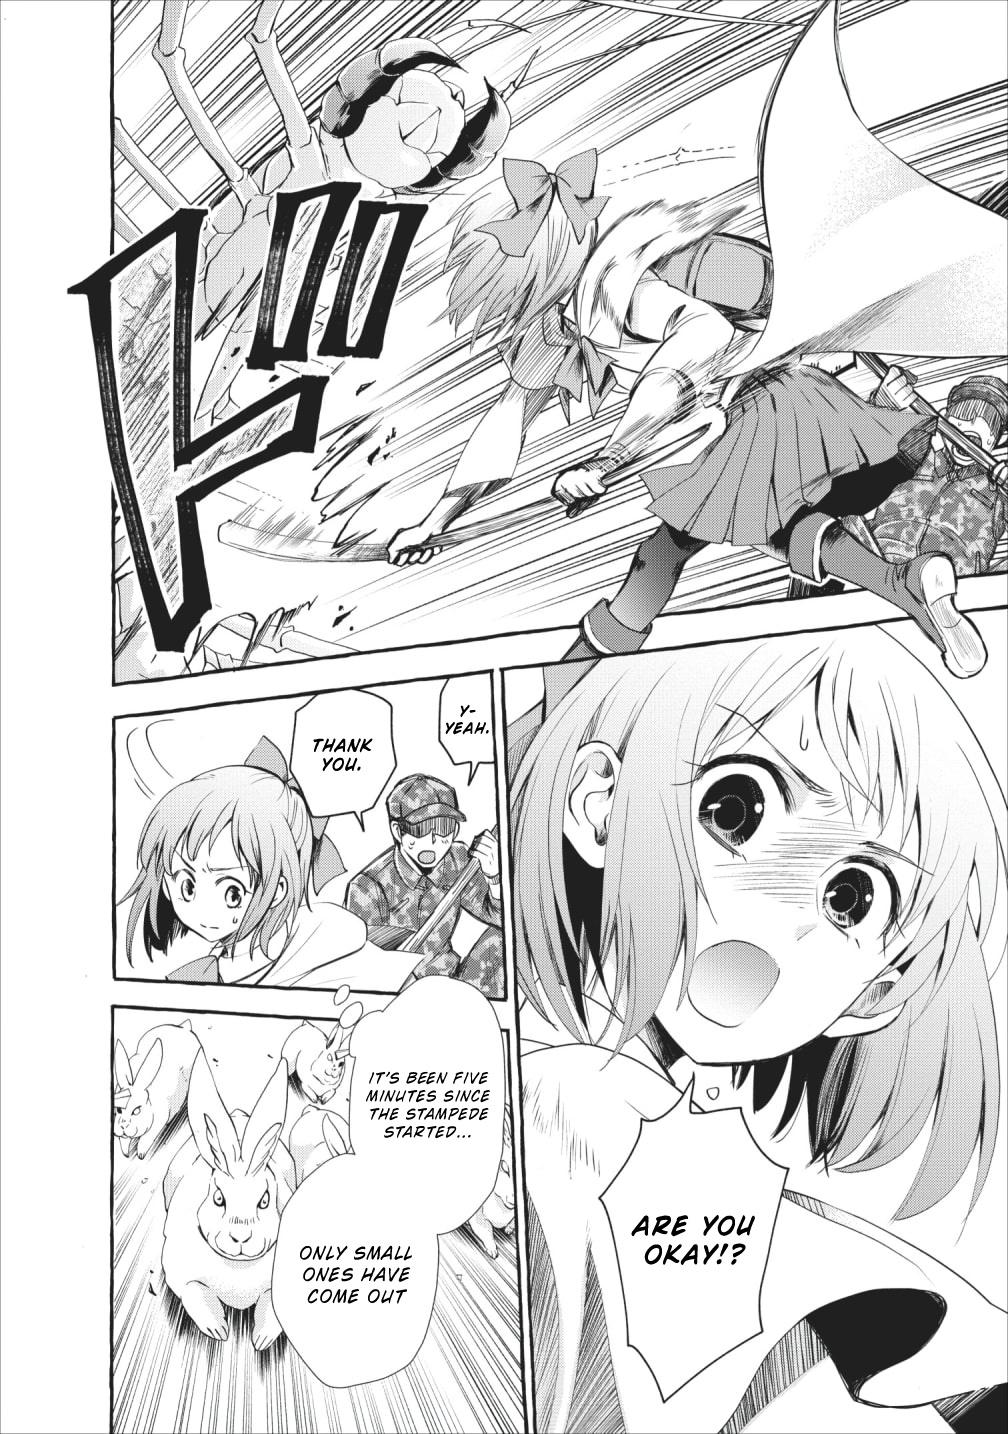 ド
ARE YOU
OKAY!?
Y-
YEAH.
THANK
YOU.
IT'S BEEN FIVE
MINUTES SINCE
THE STAMPEDE
STARTED...
ONLY SMALL
ONES HAVE
COME OUT